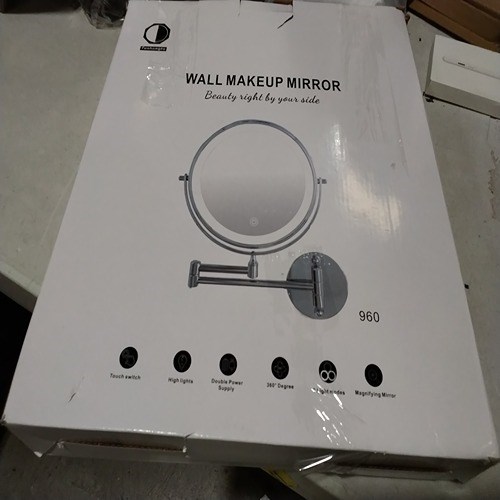 WALL MAKEUP MIRROR
Beauty right by your side
960
Touch switch
High lights
Double Power
Supply
360° Degree
modes
Magnifying Mirror